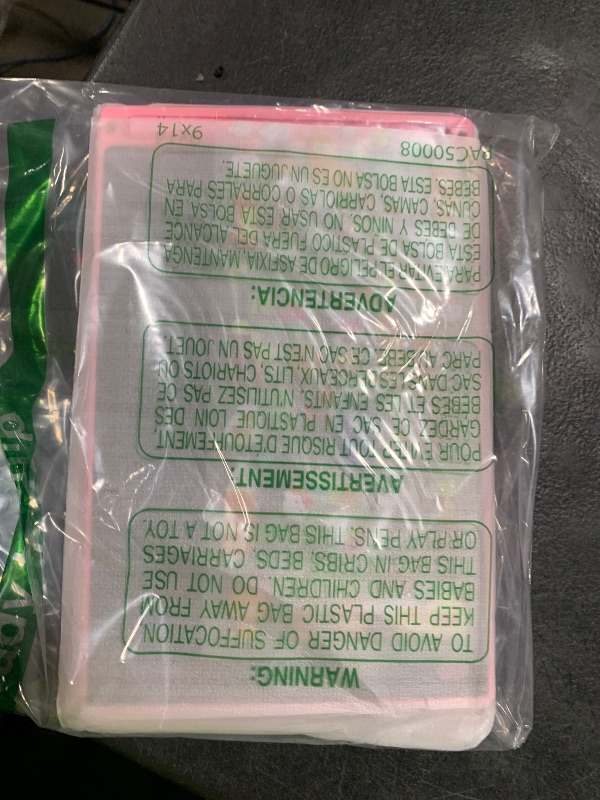 WARNING:
TO AVOID DANGER OF SUFFOCATION
KEEP THIS PLASTIC BAG AWAY FROM
BABIES AND CHILDREN. DO NOT USE
THIS BAG IN CRIBS, BEDS, CARRIAGES
OR PLAY PENS. THIS BAG IS NOT A TOY.
AVERTISSEMENT
POUR EVITER TOUT RISQUE D'ETOUFFEMENT,
GARDEZ CE SAC EN PLASTIQUE LOIN DES
BEBES ET LES ENFANTS. N'UTILISEZ PAS CE
SAC DANS LES BERCEAUX, LITS, CHARIOTS OU
PARC AU BEBE. CE SAC N'EST PAS UN JOUET.
ADVERTENCIA:
PARA EVITAR EL PELIGRO DE ASFIXIA, MANTENGA
ESTA BOLSA DE PLASTICO FUERA DEL ALCANCE
DE BEBES Y NINOS. NO USAR ESTA BOLSA EN
CUNAS, CAMAS, CARRIOLAS O CORRALES PARA
BEBES. ESTA BOLSA NO ES UN JUGUETE.
PAC50008
9x14